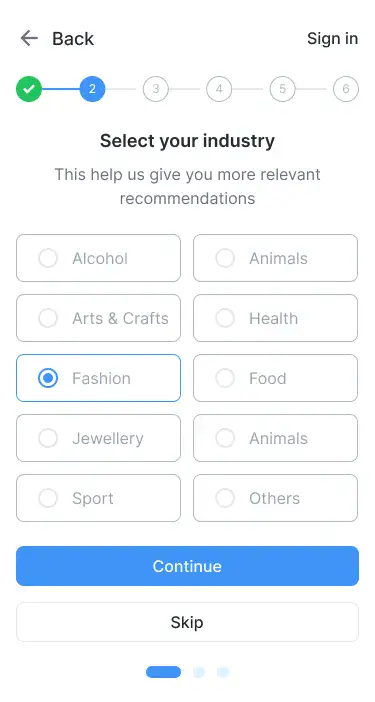 Back
Sign in
2
3
4
5
6
Select your industry
This help us give you more relevant
recommendations
Alcohol
Animals
Arts & Crafts
Health
Fashion
Food
Jewellery
Animals
Sport
Others
Continue
Skip